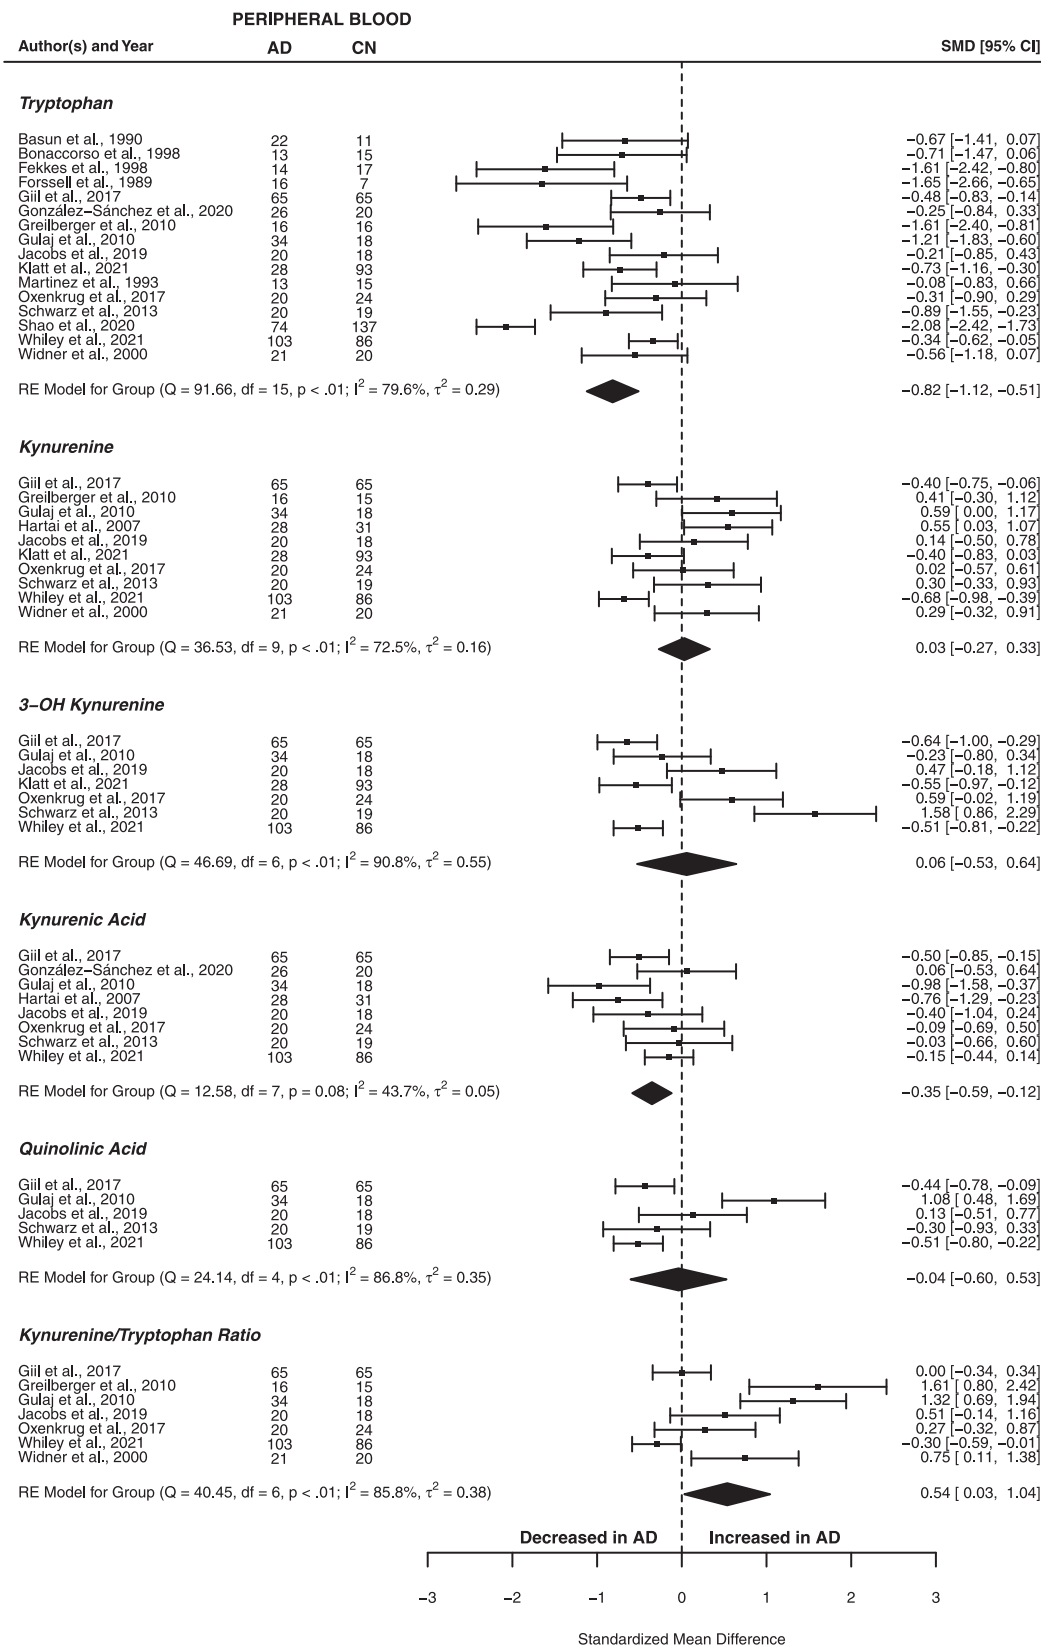 PERIPHERAL BLOOD
Author(s) and Year AD CN SMD [95% CI]
Tryptophan
Basun et al., 1990 22 11 −0.67 [−1.41, 0.07]
Bonaccorso et al., 1998 13 15 −0.71 [−1.47, 0.06]
Fekkes et al., 1998 14 17 −1.61 [−2.42, −0.80]
Forssell et al., 1989 16 7 −1.65 [−2.66, −0.65]
Giil et al., 2017 65 65 −0.48 [−0.83, −0.14]
González−Sánchez et al., 2020 26 20 −0.25 [−0.84, 0.33]
Greilberger et al., 2010 16 16 −1.61 [−2.40, −0.81]
Gulaj et al., 2010 34 18 −1.21 [−1.83, −0.60]
Jacobs et al., 2019 20 18 −0.21 [−0.85, 0.43]
Klatt et al., 2021 28 93 −0.73 [−1.16, −0.30]
Martinez et al., 1993 13 15 −0.08 [−0.83, 0.66]
Oxenkrug et al., 2017 20 24 −0.31 [−0.90, 0.29]
Schwarz et al., 2013 20 19 −0.89 [−1.55, −0.23]
Shao et al., 2020 74 137 −2.08 [−2.42, −1.73]
Whiley et al., 2021 103 86 −0.34 [−0.62, −0.05]
Widner et al., 2000 21 20 −0.56 [−1.18, 0.07]
RE Model for Group (Q = 91.66, df = 15, p < .01; I² = 79.6%, τ² = 0.29) −0.82 [−1.12, −0.51]
Kynurenine
Giil et al., 2017 65 65 −0.40 [−0.75, −0.06]
Greilberger et al., 2010 16 15 0.41 [−0.30, 1.12]
Gulaj et al., 2010 34 18 0.59 [ 0.00, 1.17]
Hartai et al., 2007 28 31 0.55 [ 0.03, 1.07]
Jacobs et al., 2019 20 18 0.14 [−0.50, 0.78]
Klatt et al., 2021 28 93 −0.40 [−0.83, 0.03]
Oxenkrug et al., 2017 20 24 0.02 [−0.57, 0.61]
Schwarz et al., 2013 20 19 0.30 [−0.33, 0.93]
Whiley et al., 2021 103 86 −0.68 [−0.98, −0.39]
Widner et al., 2000 21 20 0.29 [−0.32, 0.91]
RE Model for Group (Q = 36.53, df = 9, p < .01; I² = 72.5%, τ² = 0.16) 0.03 [−0.27, 0.33]
3−OH Kynurenine
Giil et al., 2017 65 65 −0.64 [−1.00, −0.29]
Gulaj et al., 2010 34 18 −0.23 [−0.80, 0.34]
Jacobs et al., 2019 20 18 0.47 [−0.18, 1.12]
Klatt et al., 2021 28 93 −0.55 [−0.97, −0.12]
Oxenkrug et al., 2017 20 24 0.59 [−0.02, 1.19]
Schwarz et al., 2013 20 19 1.58 [ 0.86, 2.29]
Whiley et al., 2021 103 86 −0.51 [−0.81, −0.22]
RE Model for Group (Q = 46.69, df = 6, p < .01; I² = 90.8%, τ² = 0.55) 0.06 [−0.53, 0.64]
Kynurenic Acid
Giil et al., 2017 65 65 −0.50 [−0.85, −0.15]
González−Sánchez et al., 2020 26 20 0.06 [−0.53, 0.64]
Gulaj et al., 2010 34 18 −0.98 [−1.58, −0.37]
Hartai et al., 2007 28 31 −0.76 [−1.29, −0.23]
Jacobs et al., 2019 20 18 −0.40 [−1.04, 0.24]
Oxenkrug et al., 2017 20 24 −0.09 [−0.69, 0.50]
Schwarz et al., 2013 20 19 −0.03 [−0.66, 0.60]
Whiley et al., 2021 103 86 −0.15 [−0.44, 0.14]
RE Model for Group (Q = 12.58, df = 7, p = 0.08; I² = 43.7%, τ² = 0.05) −0.35 [−0.59, −0.12]
Quinolinic Acid
Giil et al., 2017 65 65 −0.44 [−0.78, −0.09]
Gulaj et al., 2010 34 18 1.08 [ 0.48, 1.69]
Jacobs et al., 2019 20 18 0.13 [−0.51, 0.77]
Schwarz et al., 2013 20 19 −0.30 [−0.93, 0.33]
Whiley et al., 2021 103 86 −0.51 [−0.80, −0.22]
RE Model for Group (Q = 24.14, df = 4, p < .01; I² = 86.8%, τ² = 0.35) −0.04 [−0.60, 0.53]
Kynurenine/Tryptophan Ratio
Giil et al., 2017 65 65 0.00 [−0.34, 0.34]
Greilberger et al., 2010 16 15 1.61 [ 0.80, 2.42]
Gulaj et al., 2010 34 18 1.32 [ 0.69, 1.94]
Jacobs et al., 2019 20 18 0.51 [−0.14, 1.16]
Oxenkrug et al., 2017 20 24 0.27 [−0.32, 0.87]
Whiley et al., 2021 103 86 −0.30 [−0.59, −0.01]
Widner et al., 2000 21 20 0.75 [ 0.11, 1.38]
RE Model for Group (Q = 40.45, df = 6, p < .01; I² = 85.8%, τ² = 0.38) 0.54 [ 0.03, 1.04]
Decreased in AD Increased in AD
−3 −2 −1 0 1 2 3
Standardized Mean Difference